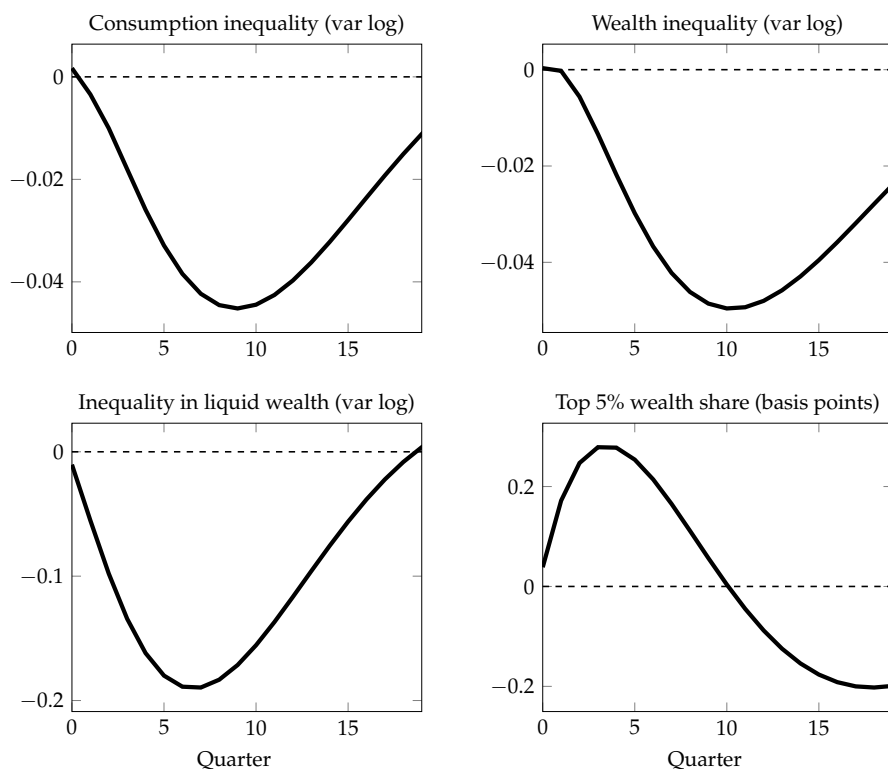 Consumption inequality (var log)
0
−0.02
−0.04
0 5 10 15
Wealth inequality (var log)
0
−0.02
−0.04
0 5 10 15
Inequality in liquid wealth (var log)
0
−0.1
−0.2
0 5 10 15
Quarter
Top 5% wealth share (basis points)
0.2
0
−0.2
0 5 10 15
Quarter